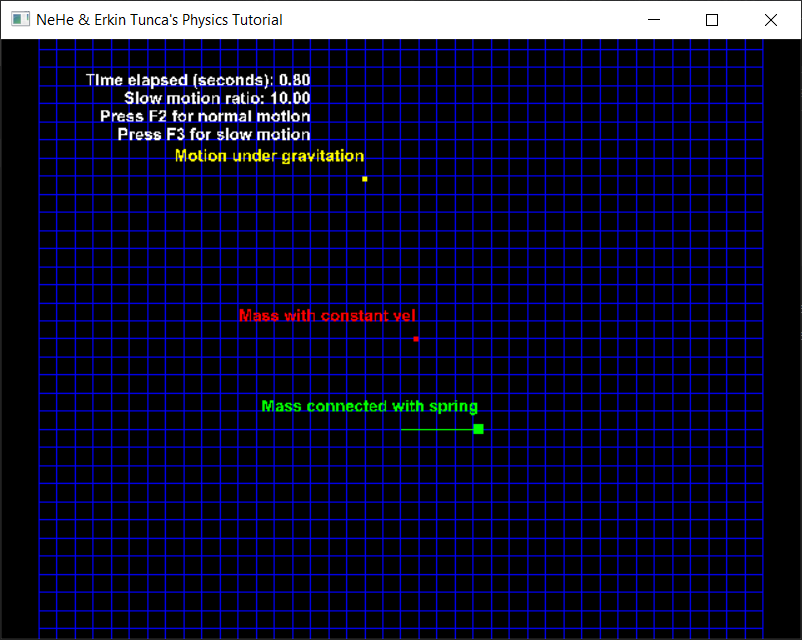 NeHe & Erkin Tunca's Physics Tutorial
Time elapsed (seconds): 0.80
Slow motion ratio: 10.00
Press F2 for normal motion
Press F3 for slow motion
Motion under gravitation
Mass with constant vel
Mass connected with spring